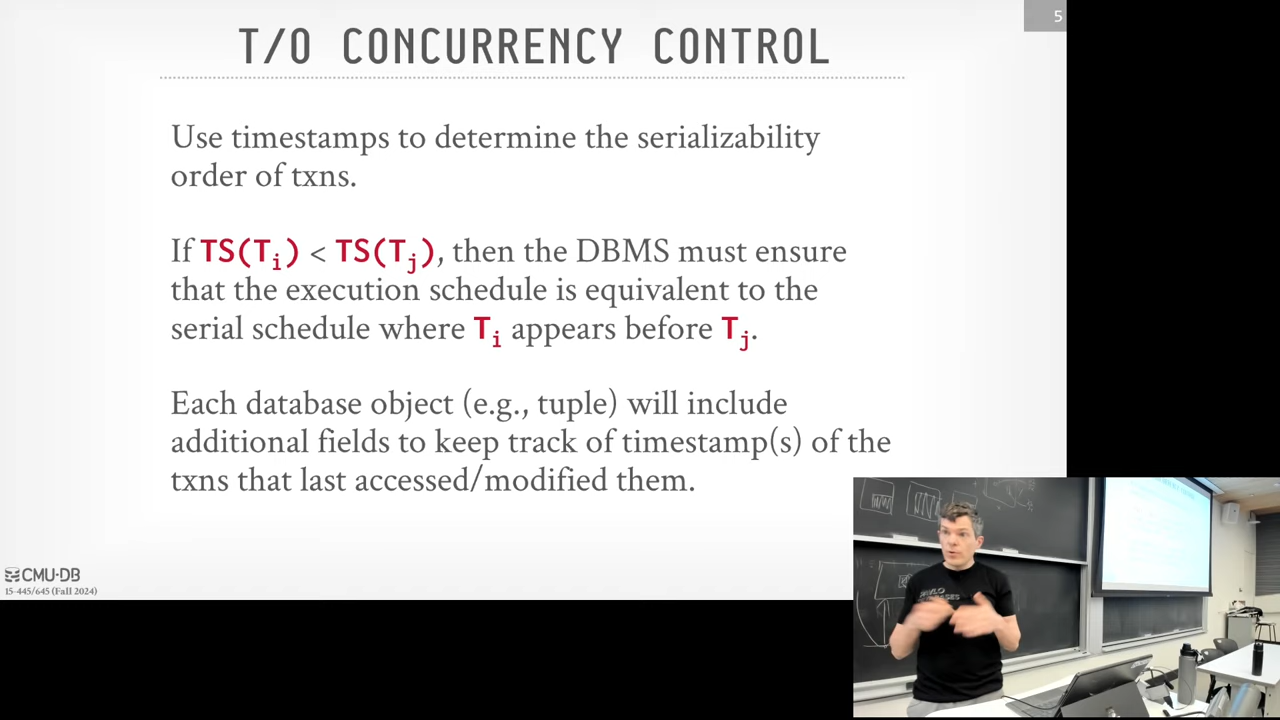 5
T/O CONCURRENCY CONTROL
Use timestamps to determine the serializability
order of txns.
If TS(Ti) < TS(Tj), then the DBMS must ensure
that the execution schedule is equivalent to the
serial schedule where Ti appears before Tj.
Each database object (e.g., tuple) will include
additional fields to keep track of timestamp(s) of the
txns that last accessed/modified them.
CMU·DB
15-445/645 (Fall 2024)